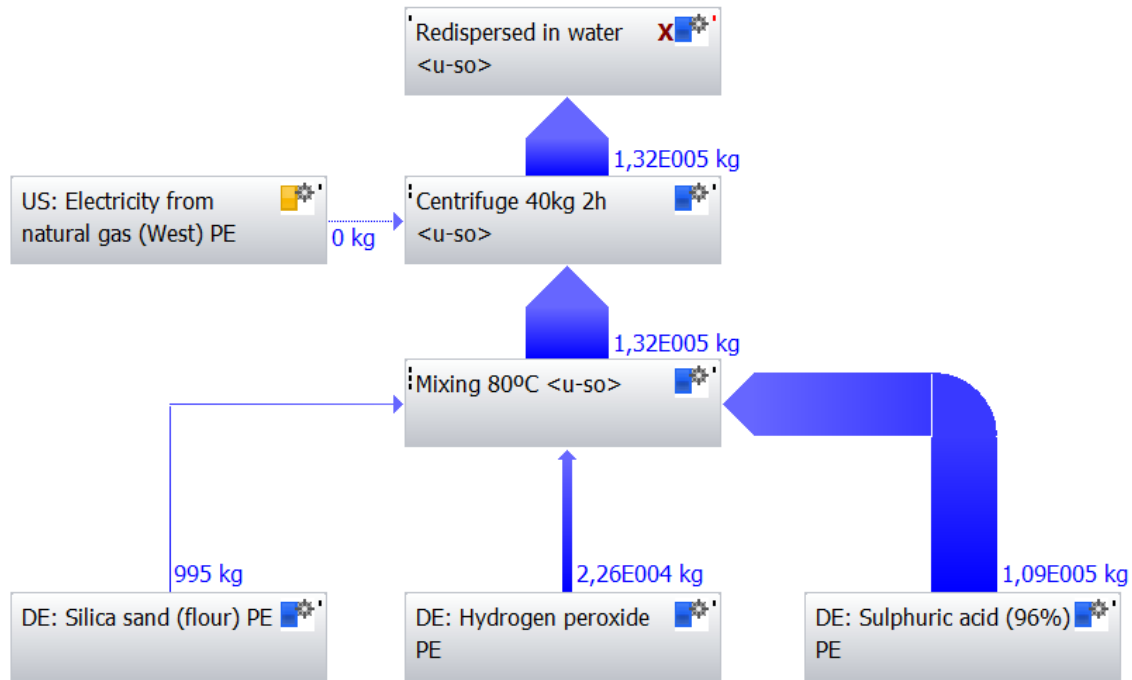 Redispersed in water X
<u-so>
1,32E005 kg
US: Electricity from
natural gas (West) PE
0 kg
Centrifuge 40kg 2h
<u-so>
1,32E005 kg
Mixing 80ºC <u-so>
995 kg
2,26E004 kg
1,09E005 kg
DE: Silica sand (flour) PE
DE: Hydrogen peroxide
PE
DE: Sulphuric acid (96%)
PE